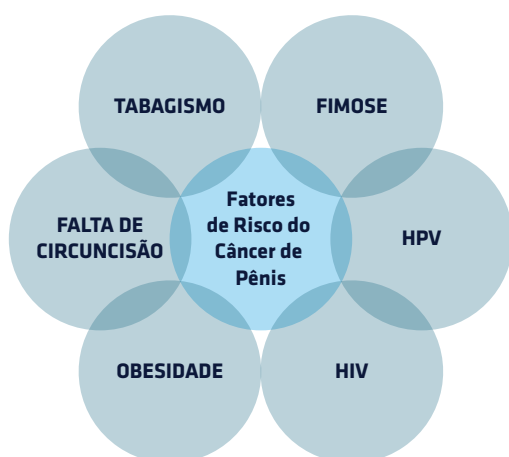 TABAGISMO
FIMOSE
FALTA DE
CIRCUNCISÃO
Fatores
de Risco do
Câncer de
Pênis
HPV
OBESIDADE
HIV